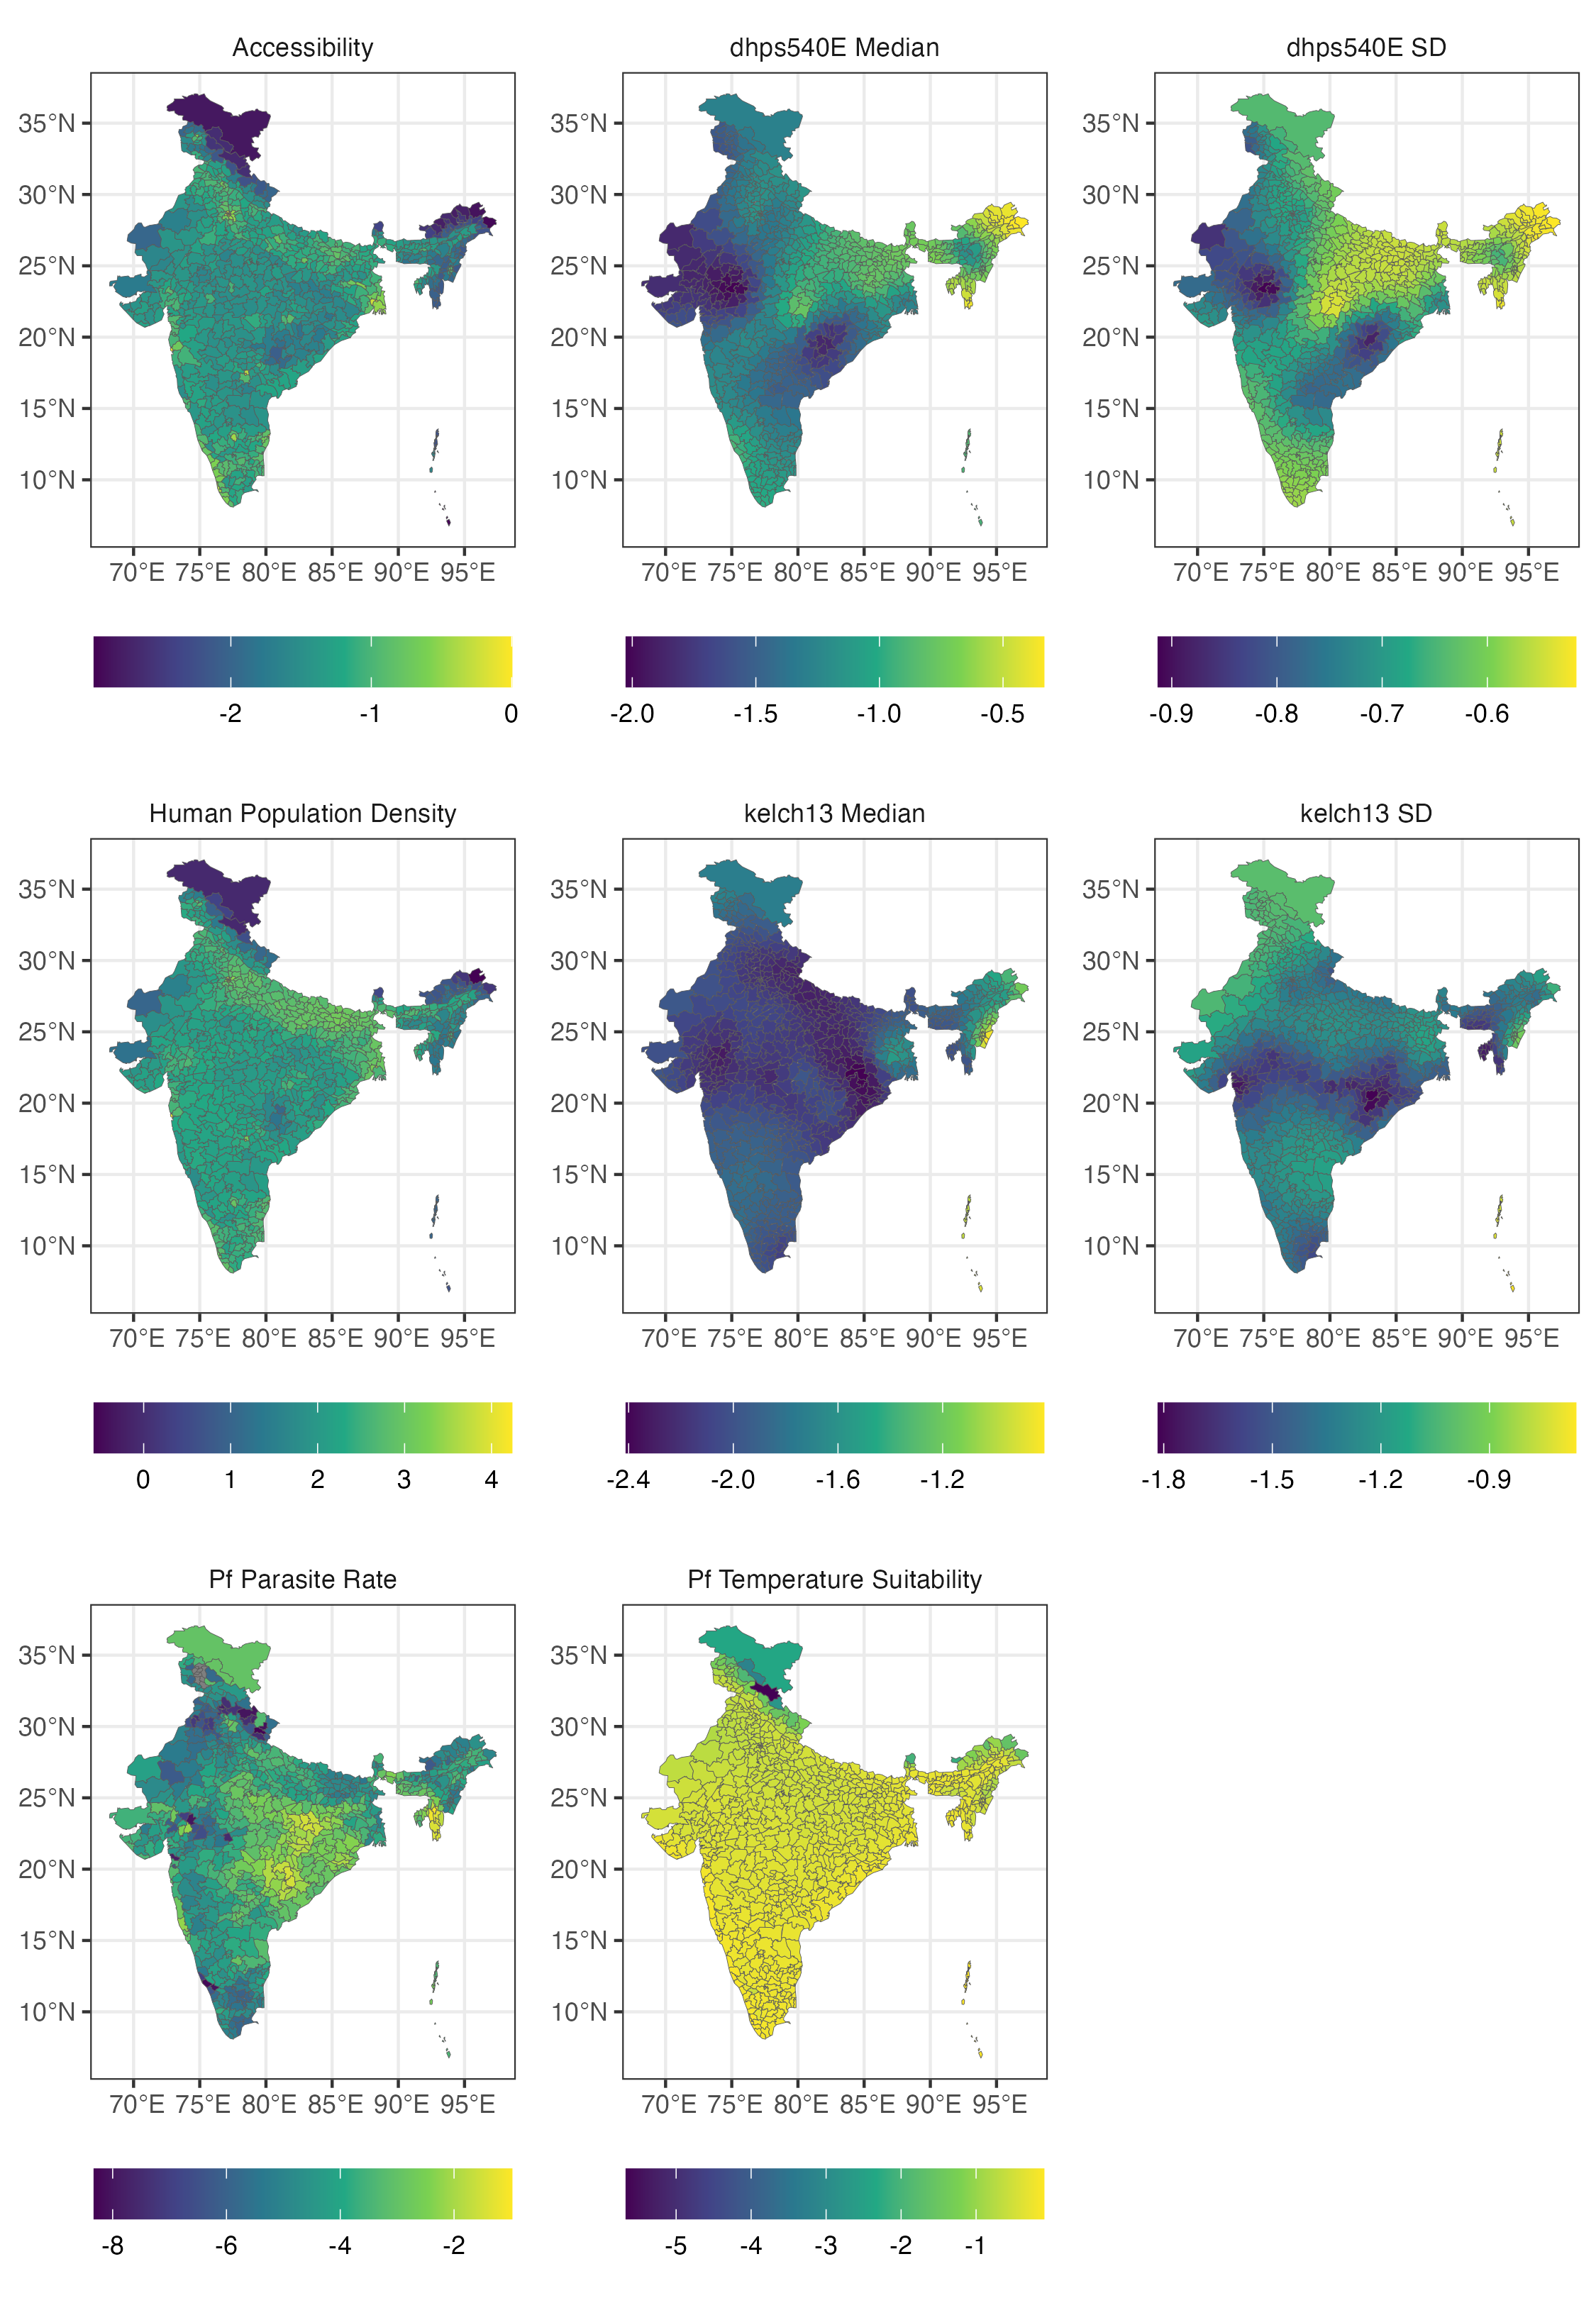 Accessibility dhps540E Median dhps540E SD
35°N 35°N 35°N
30°N 30°N 30°N
25°N 25°N 25°N
20°N 20°N 20°N
15°N 15°N 15°N
10°N 10°N 10°N
70°E 75°E 80°E 85°E 90°E 95°E 70°E 75°E 80°E 85°E 90°E 95°E 70°E 75°E 80°E 85°E 90°E 95°E
-2 -1 0 -2.0 -1.5 -1.0 -0.5 -0.9 -0.8 -0.7 -0.6
Human Population Density kelch13 Median kelch13 SD
35°N 35°N 35°N
30°N 30°N 30°N
25°N 25°N 25°N
20°N 20°N 20°N
15°N 15°N 15°N
10°N 10°N 10°N
70°E 75°E 80°E 85°E 90°E 95°E 70°E 75°E 80°E 85°E 90°E 95°E 70°E 75°E 80°E 85°E 90°E 95°E
0 1 2 3 4 -2.4 -2.0 -1.6 -1.2 -1.8 -1.5 -1.2 -0.9
Pf Parasite Rate Pf Temperature Suitability
35°N 35°N
30°N 30°N
25°N 25°N
20°N 20°N
15°N 15°N
10°N 10°N
70°E 75°E 80°E 85°E 90°E 95°E 70°E 75°E 80°E 85°E 90°E 95°E
-8 -6 -4 -2 -5 -4 -3 -2 -1